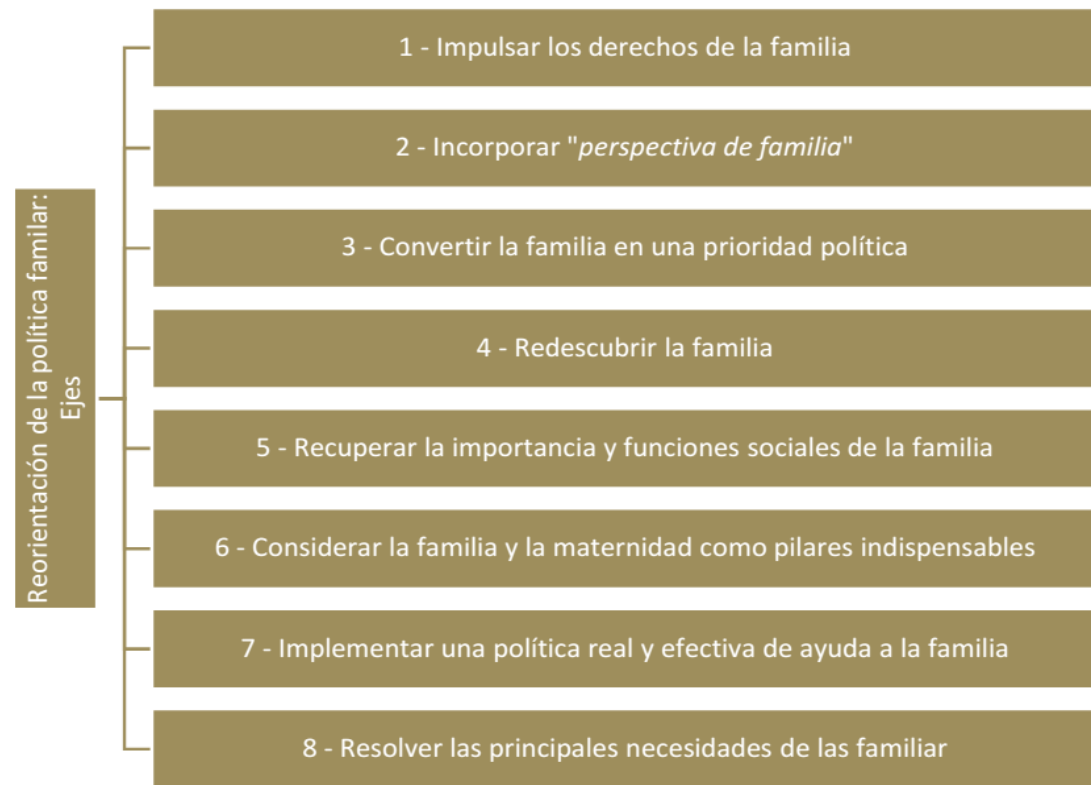 Reorientación de la política familar:
Ejes
1 - Impulsar los derechos de la familia
2 - Incorporar "perspectiva de familia"
3 - Convertir la familia en una prioridad política
4 - Redescubrir la familia
5 - Recuperar la importancia y funciones sociales de la familia
6 - Considerar la familia y la maternidad como pilares indispensables
7 - Implementar una política real y efectiva de ayuda a la familia
8 - Resolver las principales necesidades de las familiar